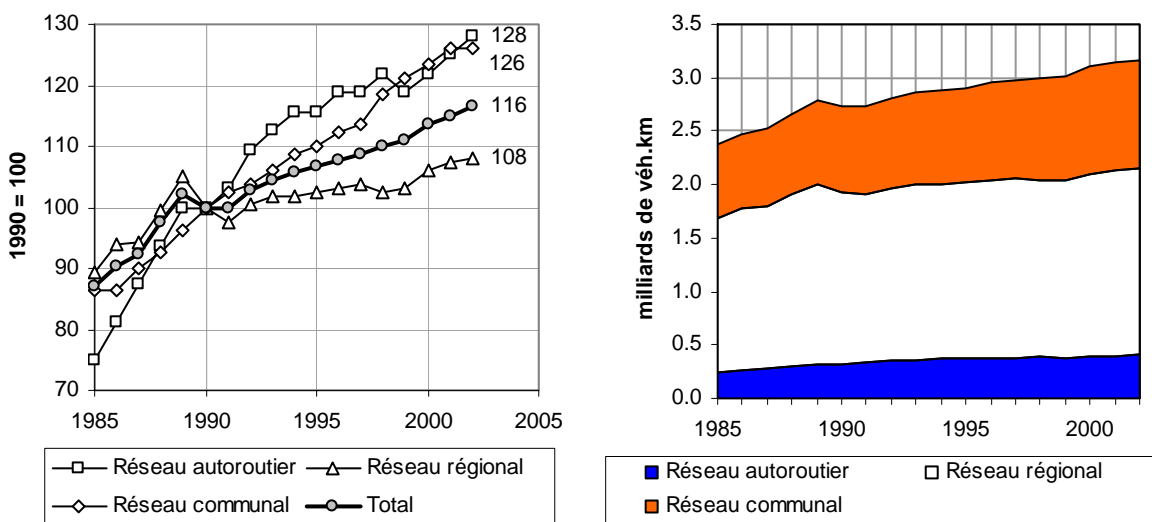 130
120
110
100
90
80
70
1990 = 100
128
126
116
108
1985 1990 1995 2000 2005
Réseau autoroutier Réseau régional
Réseau communal Total
3.5
3.0
2.5
2.0
1.5
1.0
0.5
0.0
milliards de véh.km
1985 1990 1995 2000
Réseau autoroutier Réseau régional
Réseau communal